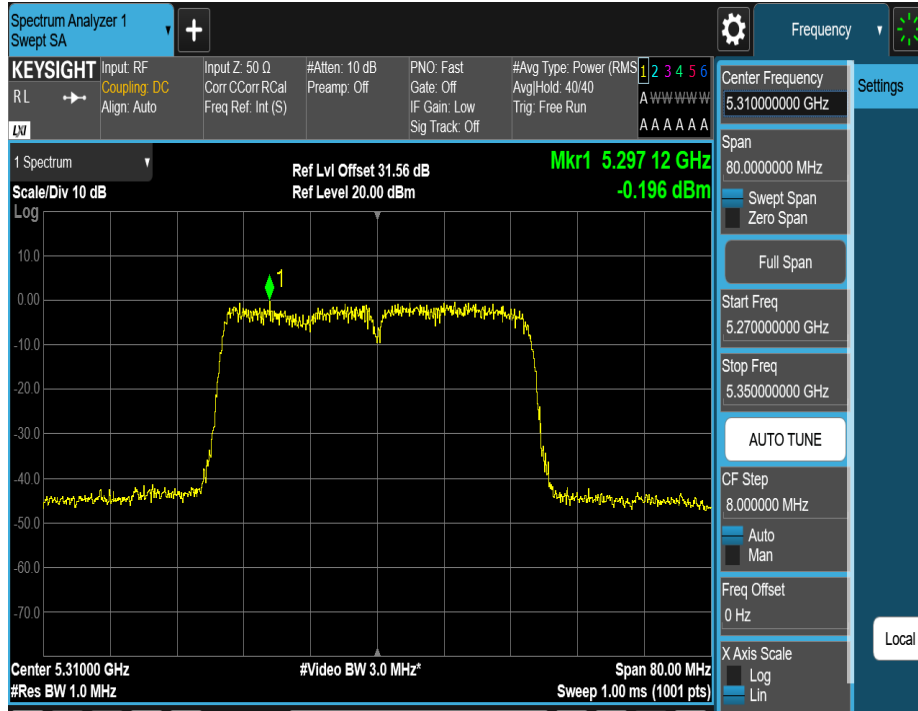 Spectrum Analyzer 1
Swept SA
+
Frequency
KEYSIGHT
R L
LXI
Input: RF
Coupling: DC
Align: Auto
Input Z: 50 Ω
Corr CCorr RCal
Freq Ref: Int (S)
#Atten: 10 dB
Preamp: Off
PNO: Fast
Gate: Off
IF Gain: Low
Sig Track: Off
#Avg Type: Power (RMS
Avg|Hold: 40/40
Trig: Free Run
1 2 3 4 5 6
A W W W W W
A A A A A A
1 Spectrum
Scale/Div 10 dB
Log
Ref Lvl Offset 31.56 dB
Ref Level 20.00 dBm
Mkr1 5.297 12 GHz
-0.196 dBm
1
10.0
0.00
-10.0
-20.0
-30.0
-40.0
-50.0
-60.0
-70.0
Center 5.31000 GHz
#Res BW 1.0 MHz
#Video BW 3.0 MHz*
Span 80.00 MHz
Sweep 1.00 ms (1001 pts)
Center Frequency
5.310000000 GHz
Span
80.0000000 MHz
Swept Span
Zero Span
Full Span
Start Freq
5.270000000 GHz
Stop Freq
5.350000000 GHz
AUTO TUNE
CF Step
8.000000 MHz
Auto
Man
Freq Offset
0 Hz
X Axis Scale
Log
Lin
Settings
Local